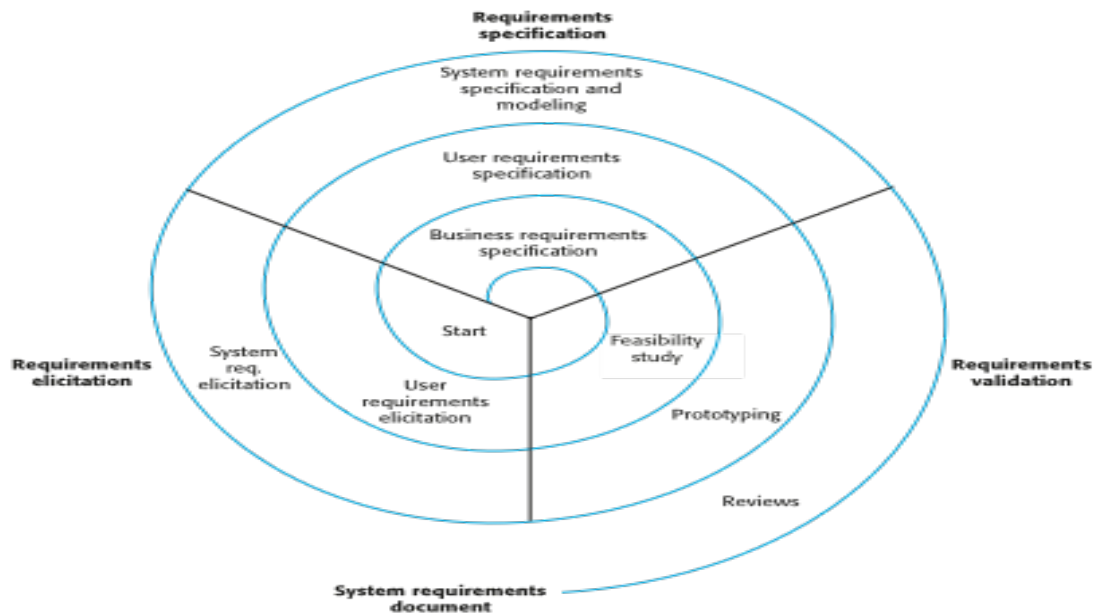 Requirements
specification
System requirements
specification and
modeling
User requirements
specification
Business requirements
specification
Start
Feasibility
study
System
req.
elicitation
User
requirements
elicitation
Requirements
elicitation
Requirements
validation
Prototyping
Reviews
System requirements
document